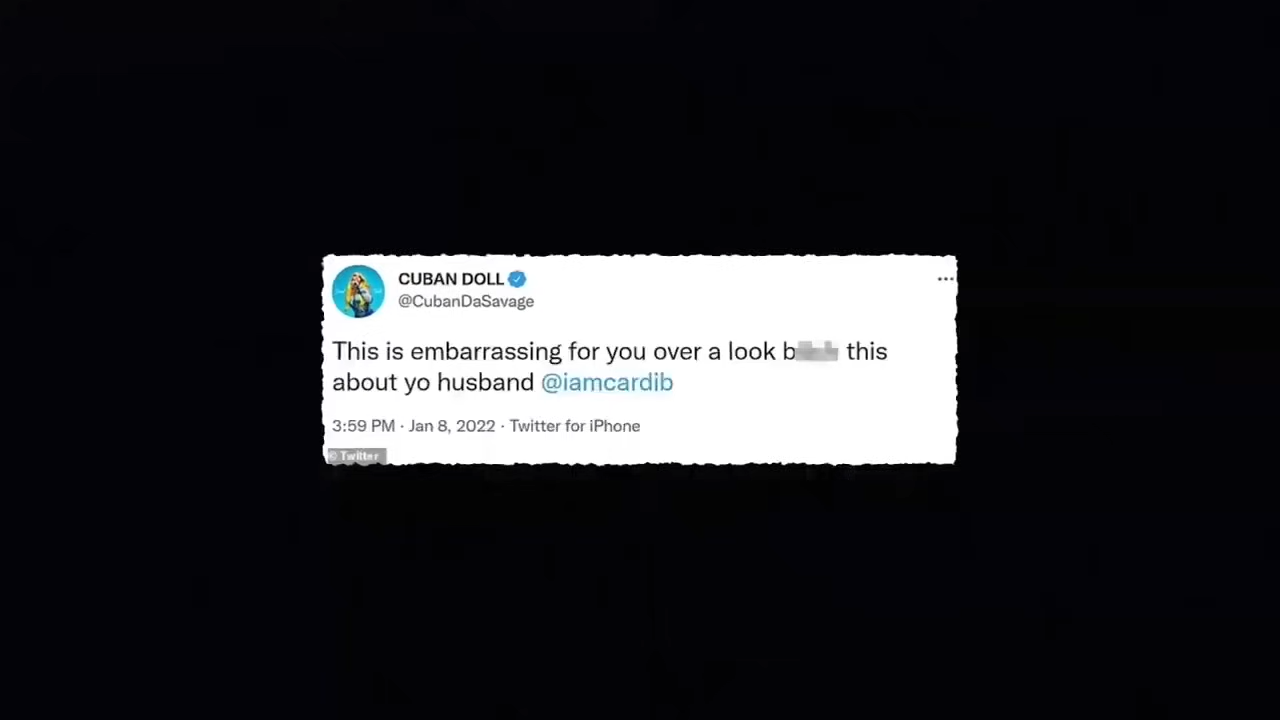 CUBAN DOLL
@CubanDaSavage
This is embarrassing for you over a look this
about yo husband @iamcardib
3:59 PM · Jan 8, 2022 · Twitter for iPhone
© Twitter